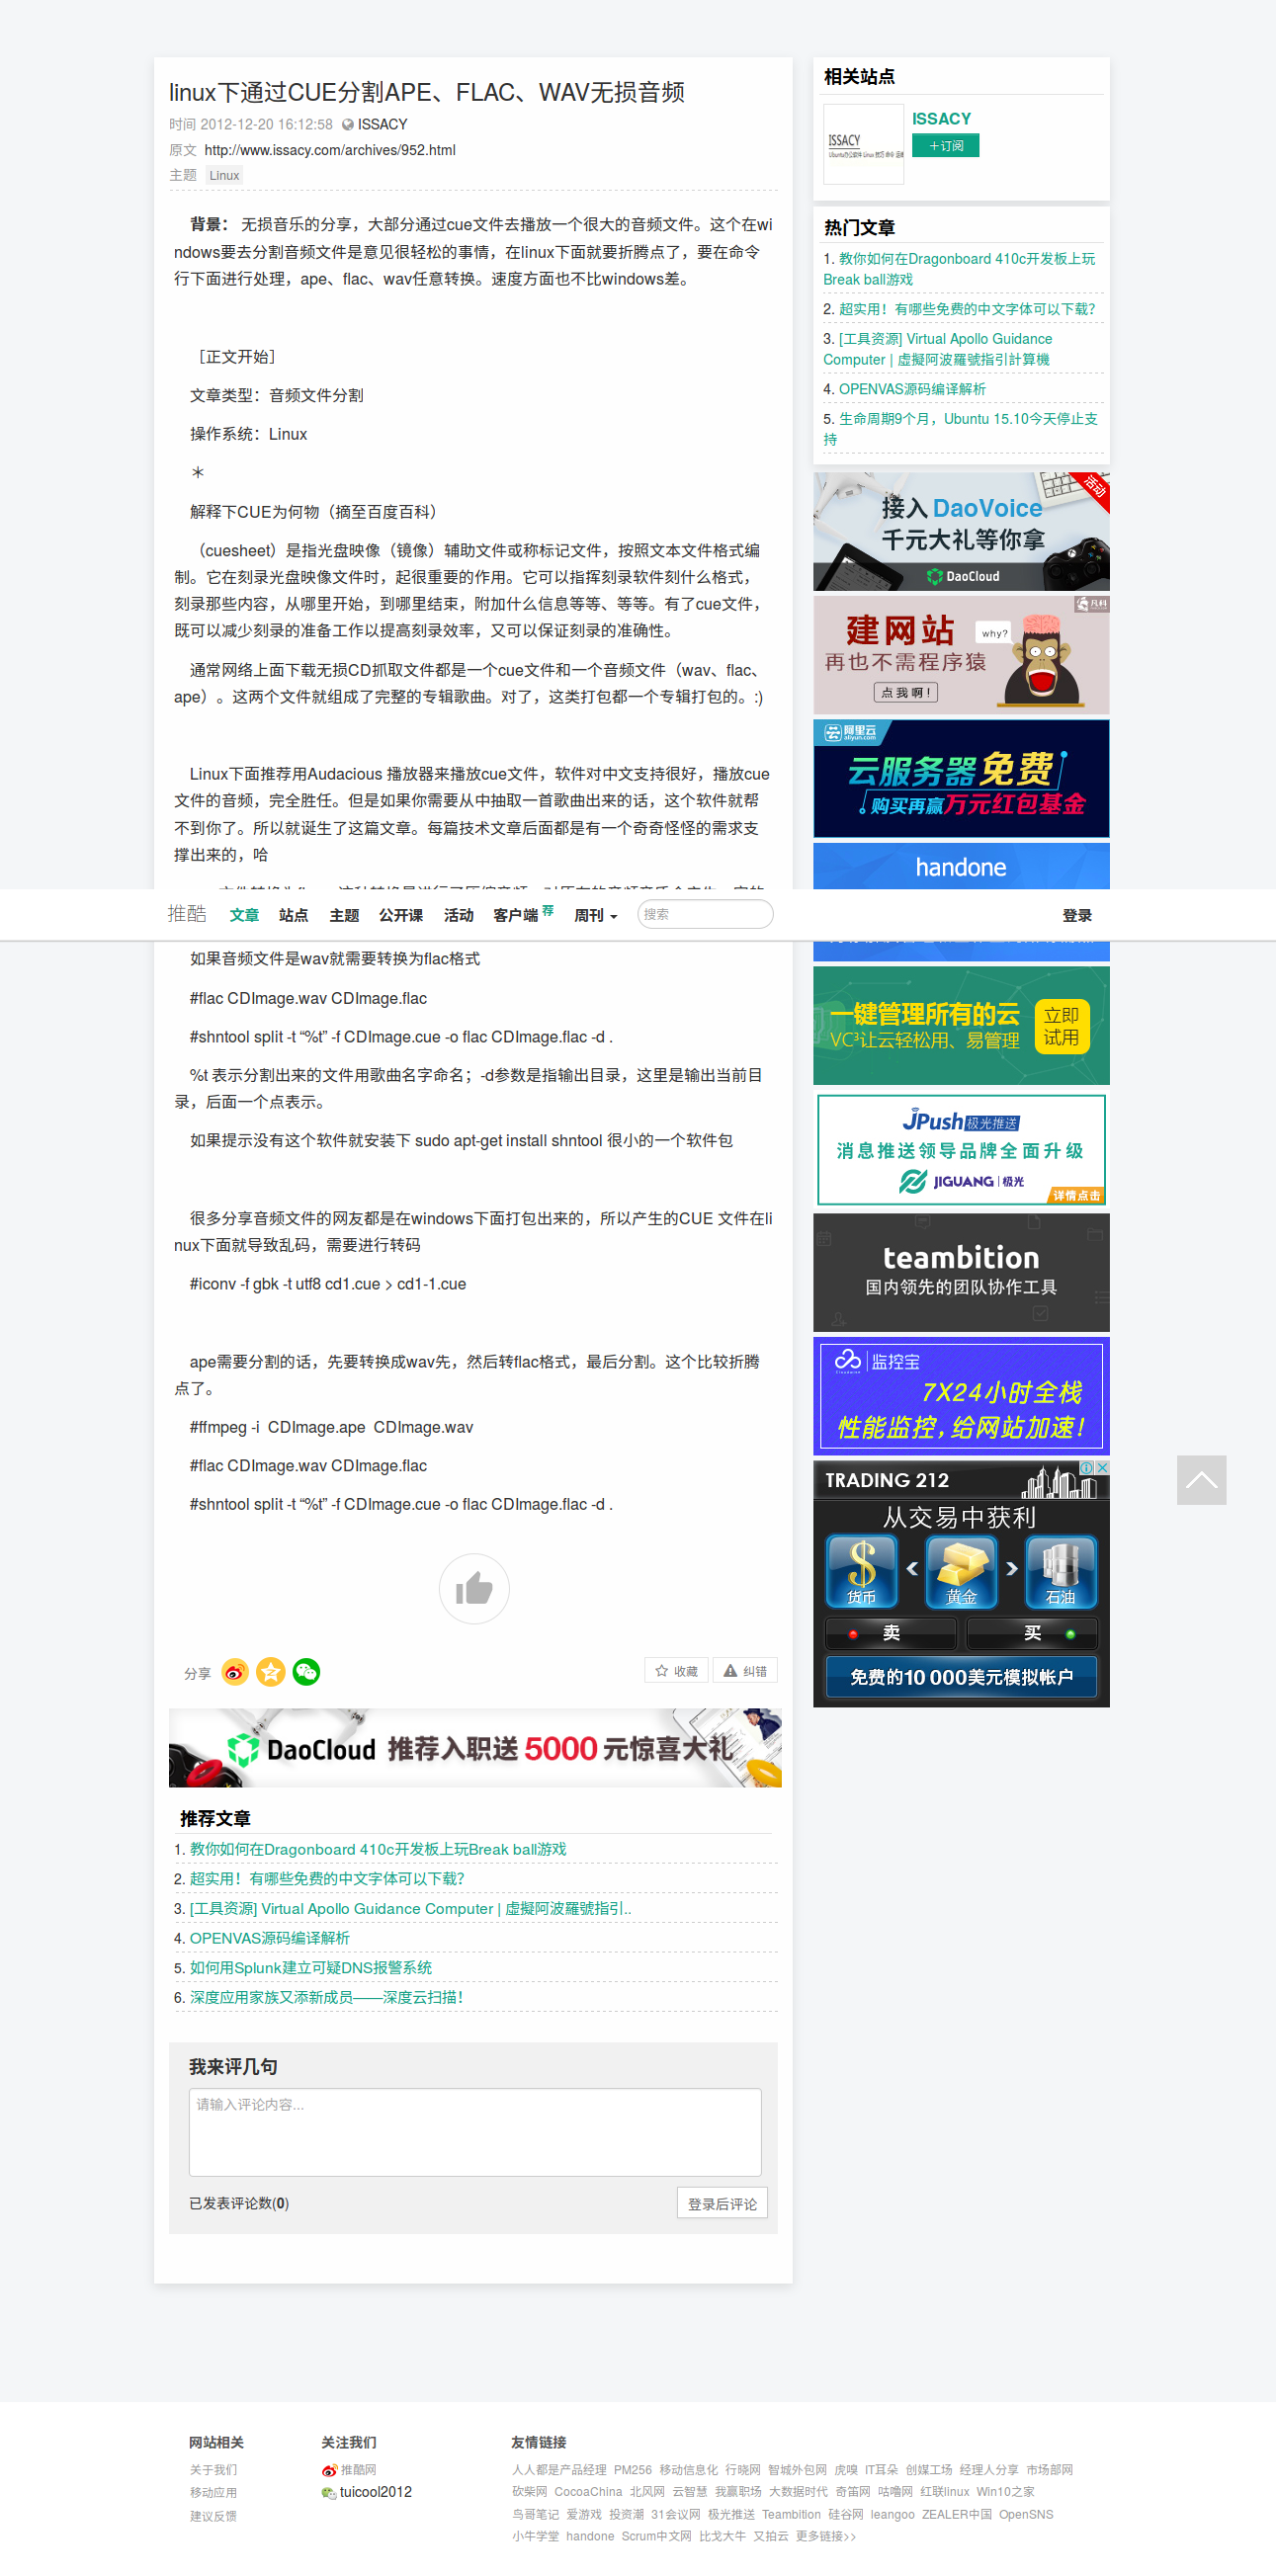 linux下通过CUE分割APE、FLAC、WAV无损音频
时间 2012-12-20 16:12:58 ISSACY
原文 http://www.issacy.com/archives/952.html
主题 Linux
背景： 无损音乐的分享，大部分通过cue文件去播放一个很大的音频文件。这个在wi
ndows要去分割音频文件是意见很轻松的事情，在linux下面就要折腾点了，要在命令
行下面进行处理，ape、flac、wav任意转换。速度方面也不比windows差。
［正文开始］
文章类型：音频文件分割
操作系统：Linux
＊
解释下CUE为何物（摘至百度百科）
（cuesheet）是指光盘映像（镜像）辅助文件或称标记文件，按照文本文件格式编
制。它在刻录光盘映像文件时，起很重要的作用。它可以指挥刻录软件刻什么格式，
刻录那些内容，从哪里开始，到哪里结束，附加什么信息等等、等等。有了cue文件，
既可以减少刻录的准备工作以提高刻录效率，又可以保证刻录的准确性。
通常网络上面下载无损CD抓取文件都是一个cue文件和一个音频文件（wav、flac、
ape）。这两个文件就组成了完整的专辑歌曲。对了，这类打包都一个专辑打包的。:)
Linux下面推荐用Audacious 播放器来播放cue文件，软件对中文支持很好，播放cue
文件的音频，完全胜任。但是如果你需要从中抽取一首歌曲出来的话，这个软件就帮
不到你了。所以就诞生了这篇文章。每篇技术文章后面都是有一个奇奇怪怪的需求支
撑出来的，哈
推酷 文章 站点 主题 公开课 活动 客户端 荐 周刊 搜索 登录
如果音频文件是wav就需要转换为flac格式
#flac CDImage.wav CDImage.flac
#shntool split -t “%t” -f CDImage.cue -o flac CDImage.flac -d .
%t 表示分割出来的文件用歌曲名字命名；-d参数是指输出目录，这里是输出当前目
录，后面一个点表示。
如果提示没有这个软件就安装下 sudo apt-get install shntool 很小的一个软件包
很多分享音频文件的网友都是在windows下面打包出来的，所以产生的CUE 文件在li
nux下面就导致乱码，需要进行转码
#iconv -f gbk -t utf8 cd1.cue > cd1-1.cue
ape需要分割的话，先要转换成wav先，然后转flac格式，最后分割。这个比较折腾
点了。
#ffmpeg -i  CDImage.ape  CDImage.wav
#flac CDImage.wav CDImage.flac
#shntool split -t “%t” -f CDImage.cue -o flac CDImage.flac -d .
分享 收藏 纠错
DaoCloud 推荐入职送 5000 元惊喜大礼
推荐文章
1. 教你如何在Dragonboard 410c开发板上玩Break ball游戏
2. 超实用！有哪些免费的中文字体可以下载？
3. [工具资源] Virtual Apollo Guidance Computer | 虚擬阿波羅號指引..
4. OPENVAS源码编译解析
5. 如何用Splunk建立可疑DNS报警系统
6. 深度应用家族又添新成员——深度云扫描！
我来评几句
请输入评论内容...
已发表评论数(0)
登录后评论
相关站点
ISSACY
ISSACY
＋订阅
热门文章
1. 教你如何在Dragonboard 410c开发板上玩
Break ball游戏
2. 超实用！有哪些免费的中文字体可以下载？
3. [工具资源] Virtual Apollo Guidance
Computer | 虚擬阿波羅號指引計算機
4. OPENVAS源码编译解析
5. 生命周期9个月，Ubuntu 15.10今天停止支
持
活动
接入 DaoVoice
千元大礼等你拿
DaoCloud
凡科
建网站
why?
再也不需程序猿
点我啊！
阿里云
aliyun.com
云服务器免费
购买再赢万元红包基金
handone
一键管理所有的云
VC³让云轻松用、易管理
立即
试用
JPush极光推送
消息推送领导品牌全面升级
JIGUANG|极光
详情点击
teambition
国内领先的团队协作工具
监控宝
7X24小时全栈
性能监控，给网站加速！
TRADING 212
从交易中获利
货币 黄金 石油
卖 买
免费的10 000美元模拟帐户
网站相关
关于我们
移动应用
建议反馈
关注我们
推酷网
tuicool2012
友情链接
人人都是产品经理 PM256 移动信息化 行晓网 智城外包网 虎嗅 IT耳朵 创媒工场 经理人分享 市场部网
砍柴网 CocoaChina 北风网 云智慧 我赢职场 大数据时代 奇笛网 咕噜网 红联linux Win10之家
鸟哥笔记 爱游戏 投资潮 31会议网 极光推送 Teambition 硅谷网 leangoo ZEALER中国 OpenSNS
小牛学堂 handone Scrum中文网 比戈大牛 又拍云 更多链接>>